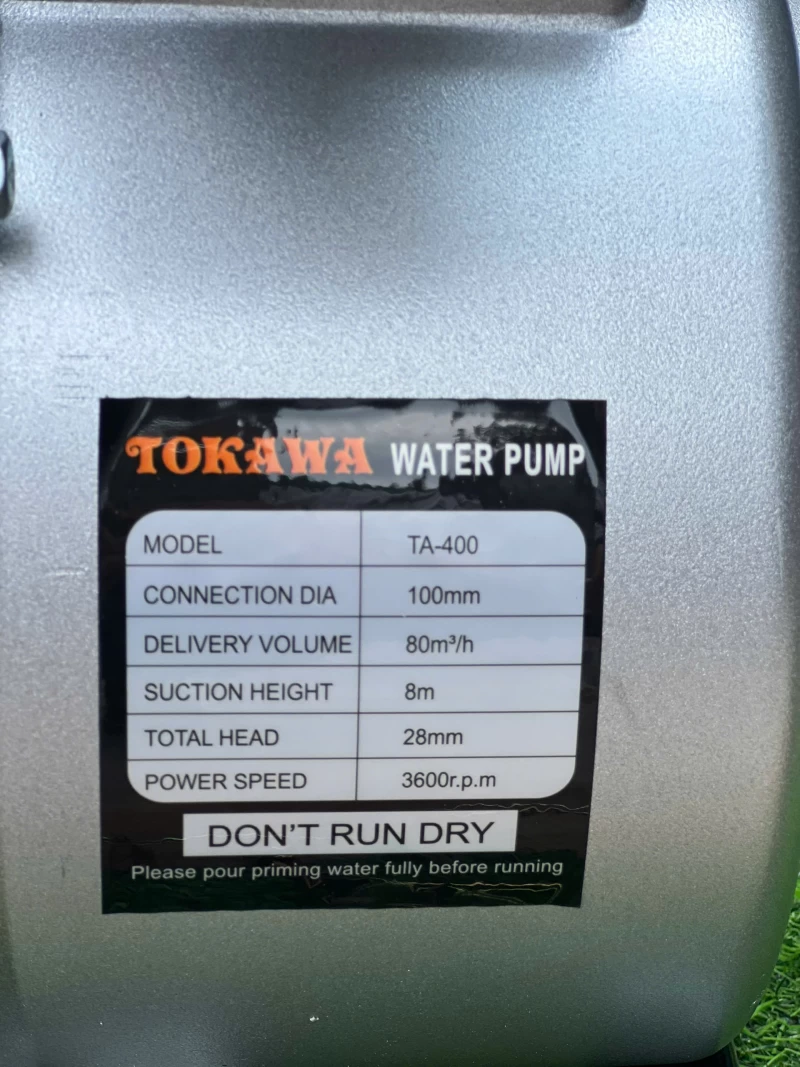 TOKAWA WATER PUMP
MODEL TA-400
CONNECTION DIA 100mm
DELIVERY VOLUME 80m³/h
SUCTION HEIGHT 8m
TOTAL HEAD 28mm
POWER SPEED 3600r.p.m
DON'T RUN DRY
Please pour priming water fully before running